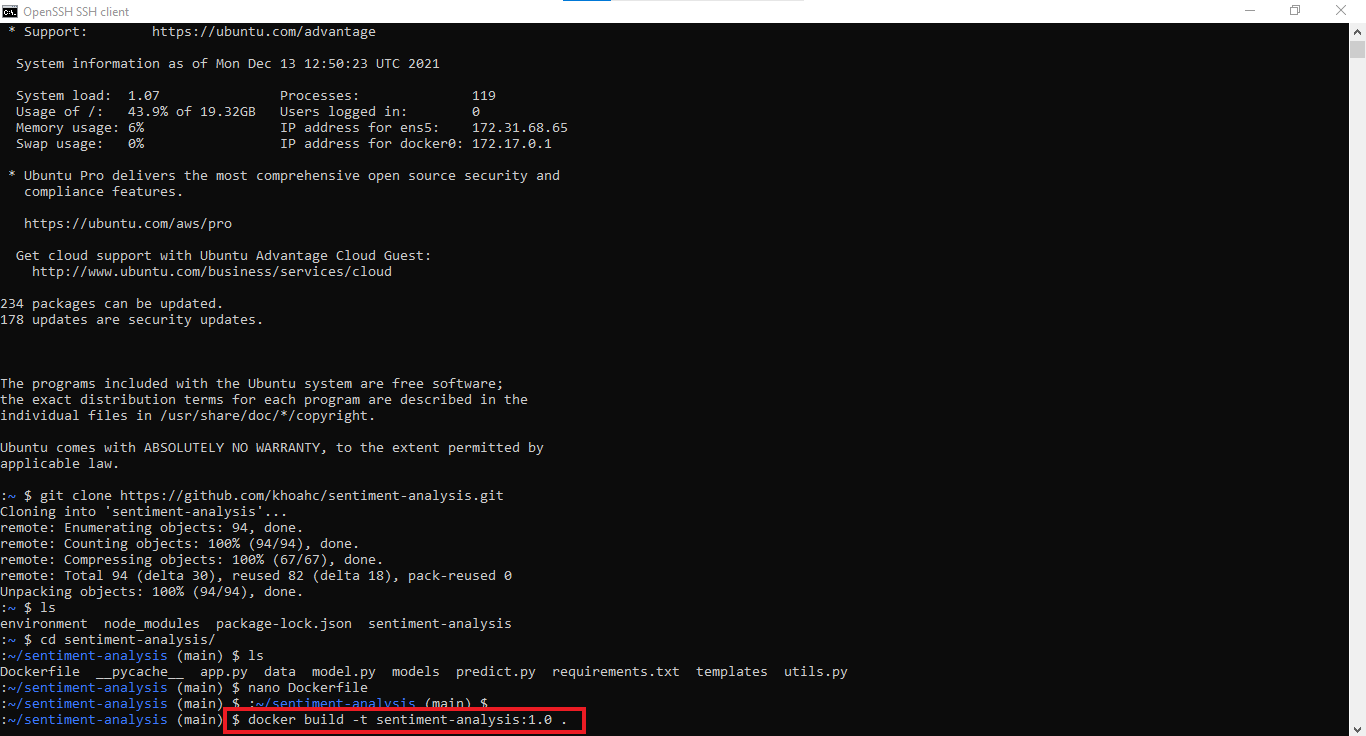 OpenSSH SSH client
* Support:        https://ubuntu.com/advantage
System information as of Mon Dec 13 12:50:23 UTC 2021
System load:  1.07               Processes:              119
Usage of /:   43.9% of 19.32GB   Users logged in:        0
Memory usage: 6%                 IP address for ens5:    172.31.68.65
Swap usage:   0%                 IP address for docker0: 172.17.0.1
* Ubuntu Pro delivers the most comprehensive open source security and
compliance features.
https://ubuntu.com/aws/pro
Get cloud support with Ubuntu Advantage Cloud Guest:
http://www.ubuntu.com/business/services/cloud
234 packages can be updated.
178 updates are security updates.
The programs included with the Ubuntu system are free software;
the exact distribution terms for each program are described in the
individual files in /usr/share/doc/*/copyright.
Ubuntu comes with ABSOLUTELY NO WARRANTY, to the extent permitted by
applicable law.
:~ $ git clone https://github.com/khoahc/sentiment-analysis.git
Cloning into 'sentiment-analysis'...
remote: Enumerating objects: 94, done.
remote: Counting objects: 100% (94/94), done.
remote: Compressing objects: 100% (67/67), done.
remote: Total 94 (delta 30), reused 82 (delta 18), pack-reused 0
Unpacking objects: 100% (94/94), done.
:~ $ ls
environment  node_modules  package-lock.json  sentiment-analysis
:~ $ cd sentiment-analysis/
:~/sentiment-analysis (main) $ ls
Dockerfile  __pycache__  app.py  data  model.py  models  predict.py  requirements.txt  templates  utils.py
:~/sentiment-analysis (main) $ nano Dockerfile
:~/sentiment-analysis (main) $ :~/sentiment-analysis (main) $
:~/sentiment-analysis (main) $ docker build -t sentiment-analysis:1.0 .